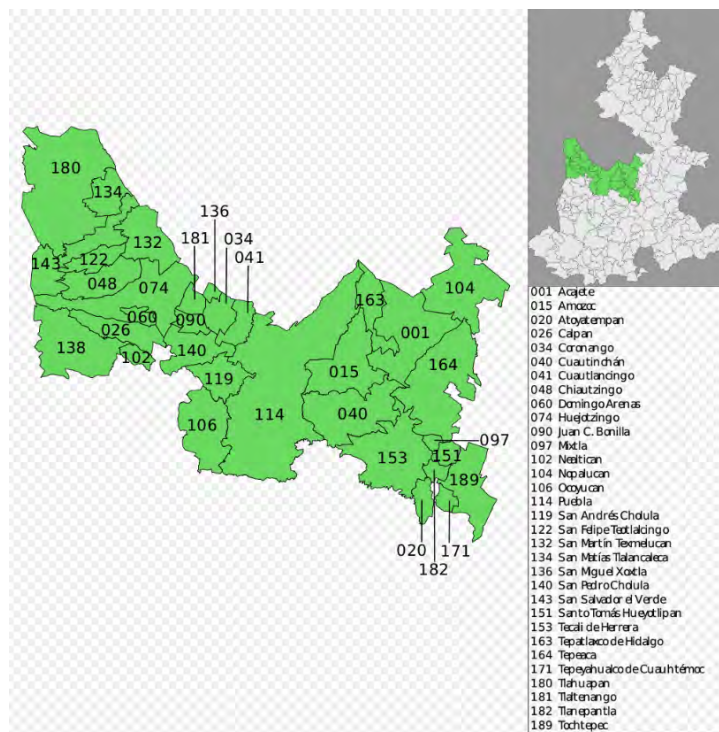 180
134
136
034
181
041
132
143
122
048
074
163
104
060
090
001
026
138
102
140
164
119
015
114
040
106
097
153
151
189
020
171
182
001 Acajete
015 Amozoc
020 Atoyatempan
026 Calpan
034 Coronango
040 Cuautinchán
041 Cuautlancingo
048 Chiautzingo
060 Domingo Arenas
074 Huejotzingo
090 Juan C. Bonilla
097 Mixtla
102 Nealtican
104 Nopalucan
106 Ocoyucan
114 Puebla
119 San Andrés Cholula
122 San Felipe Teotlalcingo
132 San Martín Texmelucan
134 San Matías Tlalancaleca
136 San Miguel Xoxtla
140 San Pedro Cholula
143 San Salvador el Verde
151 Santo Tomás Hueyotlipan
153 Tecali de Herrera
163 Tepatlaxco de Hidalgo
164 Tepeaca
171 Tepeyahualco de Cuauhtémoc
180 Tlahuapan
181 Tlaltenango
182 Tlanepantla
189 Tochtepec